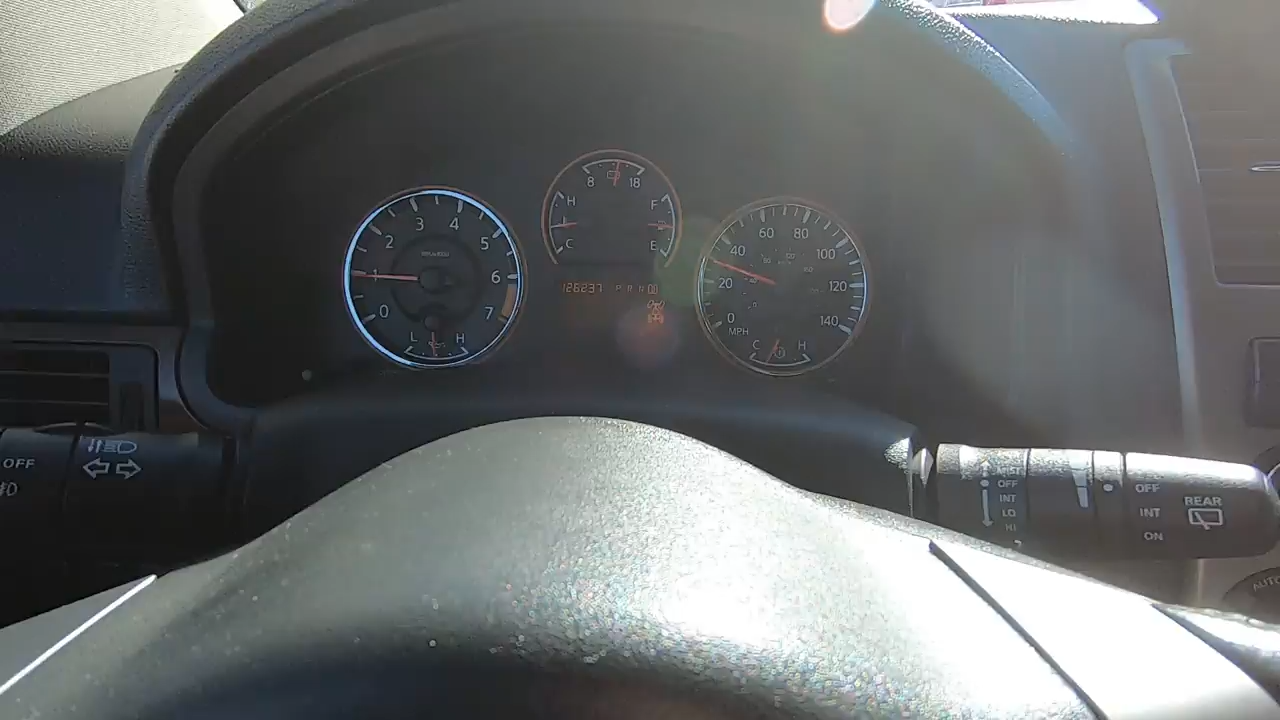 8 18
H
C
F
E
0 1 2 3 4 5 6 7
L H
126237
0 20 40 60 80 100 120 140
MPH
C H
OFF
OFF
INT
LO
HI
OFF
INT
ON
REAR
AUTO